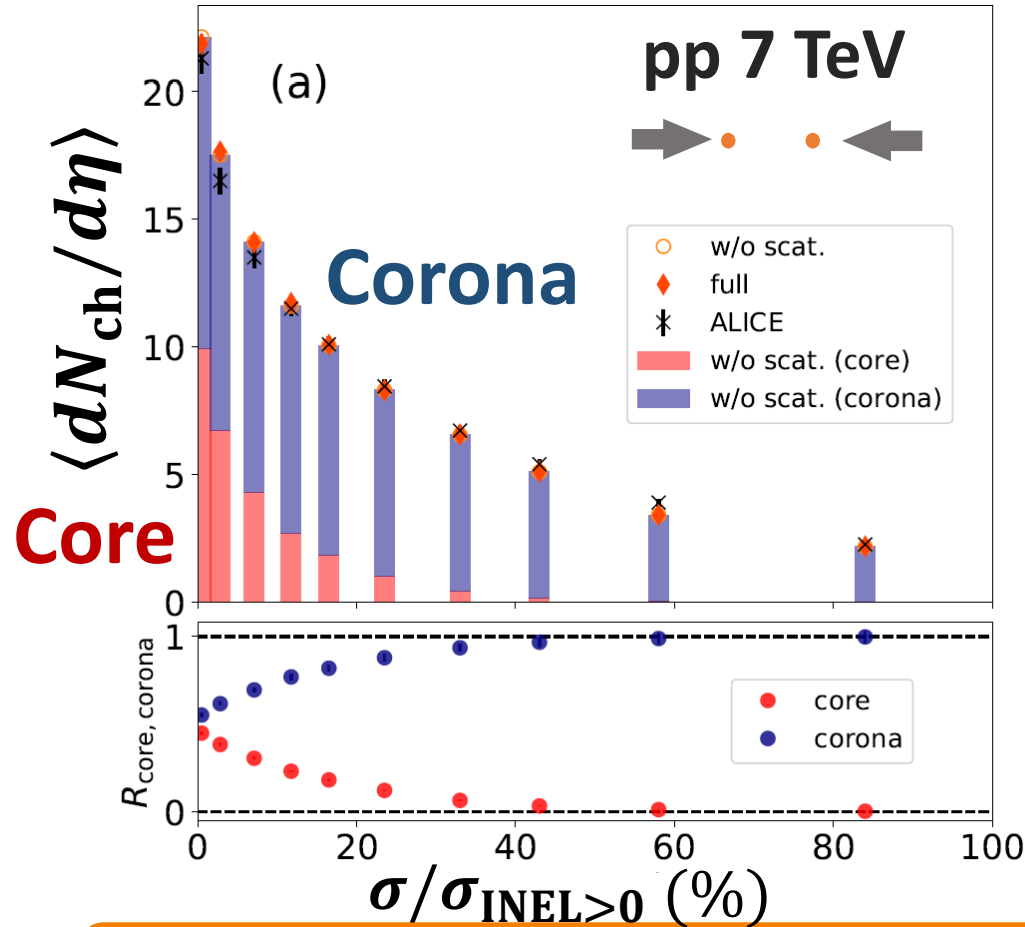 (a)
pp 7 TeV
20
15
10
5
0
⟨dN_ch/dη⟩
Corona
Core
w/o scat.
full
ALICE
w/o scat. (core)
w/o scat. (corona)
1
0
R_core, corona
core
corona
0 20 40 60 80 100
σ/σ_INEL>0 (%)